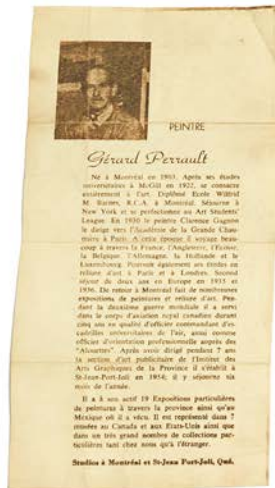 PEINTRE
Gérard Perrault
Né à Montréal en 1901. Après ses études
universitaires à McGill en 1922, se consacre
entièrement à l'art. Diplômé Ecole Wilfrid
M. Barnes, R.C.A. à Montréal. Séjourne à
New York et se perfectionne au Art Students'
League. En 1930 le peintre Clarence Gagnon
le dirige vers l'Académie de la Grande Chau-
mière à Paris. A cette époque il voyage beau-
coup à travers la France, l'Angleterre, l'Ecosse,
la Belgique, l'Allemagne, la Hollande et le
Luxembourg. Poursuit également ses études en
reliure d'art à Paris et à Londres. Second
séjour de deux ans en Europe en 1935 et
1936. De retour à Montréal fait de nombreuses
expositions de peintures et reliure d'art. Pen-
dant la deuxième guerre mondiale il a servi
dans le corps d'aviation royal canadien durant
cinq ans en qualité d'officier commandant d'es-
cadrilles universitaires de l'air, aussi comme
officier d'orientation professionnelle auprès des
"Alouettes". Après avoir dirigé pendant 7 ans
la section d'art publicitaire de l'Institut des
Arts Graphiques de la Province il s'établit à
St-Jean-Port-Joli en 1954; il y séjourne six
mois de l'année.
Il a à son actif 19 Expositions particulières
de peintures à travers la province ainsi qu'au
Mexique où il a vécu. Il est représenté dans 7
musées au Canada et aux Etats-Unis ainsi que
dans un très grand nombre de collections par-
ticulières tant chez nous qu'à l'étranger.
Studios à Montréal et St-Jean Port-Joli, Qué.